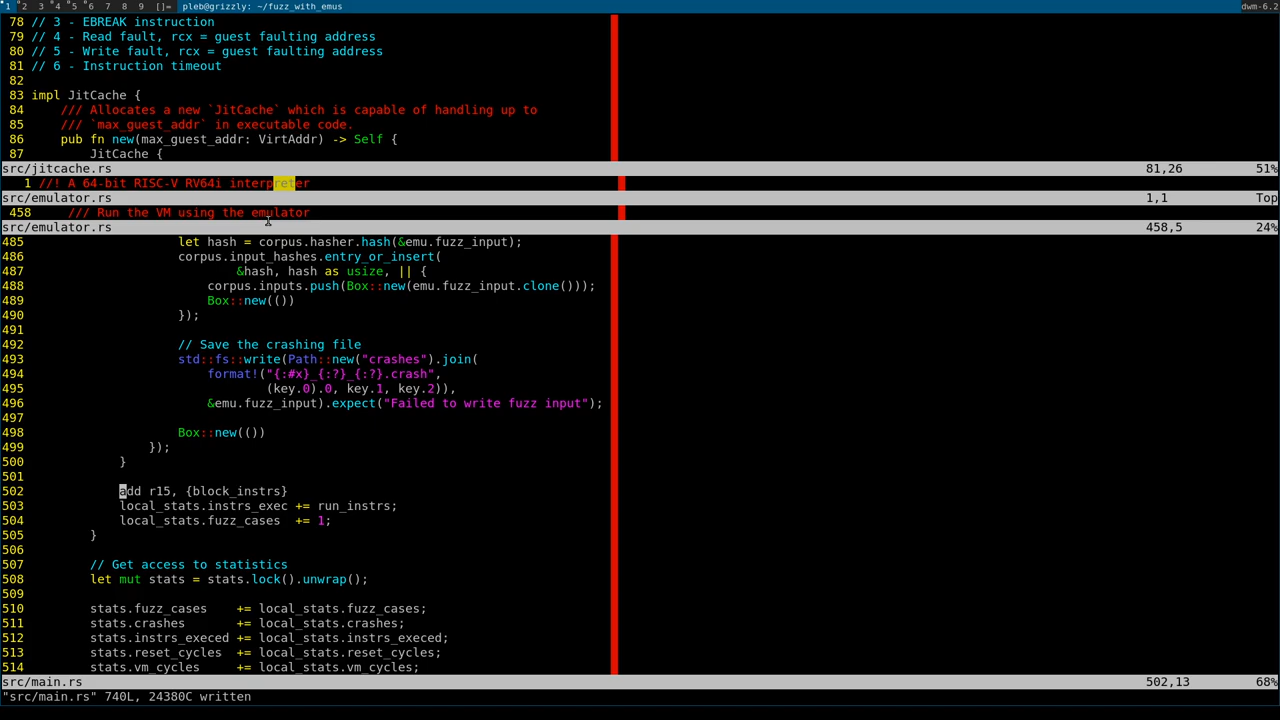 1 2 3 4 5 6 7 8 9 []= pleb@grizzly: ~/fuzz_with_emus dwm-6.2
78 // 3 - EBREAK instruction
79 // 4 - Read fault, rcx = guest faulting address
80 // 5 - Write fault, rcx = guest faulting address
81 // 6 - Instruction timeout
82
83 impl JitCache {
84     /// Allocates a new `JitCache` which is capable of handling up to
85     /// `max_guest_addr` in executable code.
86     pub fn new(max_guest_addr: VirtAddr) -> Self {
87         JitCache {
src/jitcache.rs 81,26 51%
1 //! A 64-bit RISC-V RV64i interpreter
src/emulator.rs 1,1 Top
458     /// Run the VM using the emulator
src/emulator.rs 458,5 24%
485                     let hash = corpus.hasher.hash(&emu.fuzz_input);
486                     corpus.input_hashes.entry_or_insert(
487                             &hash, hash as usize, || {
488                         corpus.inputs.push(Box::new(emu.fuzz_input.clone()));
489                         Box::new(())
490                     });
491
492                     // Save the crashing file
493                     std::fs::write(Path::new("crashes").join(
494                         format!("{:#x}_{:?}_{:?}.crash",
495                                 (key.0).0, key.1, key.2)),
496                         &emu.fuzz_input).expect("Failed to write fuzz input");
497
498                     Box::new(())
499                 });
500             }
501
502             add r15, {block_instrs}
503             local_stats.instrs_exec += run_instrs;
504             local_stats.fuzz_cases  += 1;
505         }
506
507         // Get access to statistics
508         let mut stats = stats.lock().unwrap();
509
510         stats.fuzz_cases    += local_stats.fuzz_cases;
511         stats.crashes       += local_stats.crashes;
512         stats.instrs_execed += local_stats.instrs_execed;
513         stats.reset_cycles  += local_stats.reset_cycles;
514         stats.vm_cycles     += local_stats.vm_cycles;
src/main.rs 502,13 68%
"src/main.rs" 740L, 24380C written